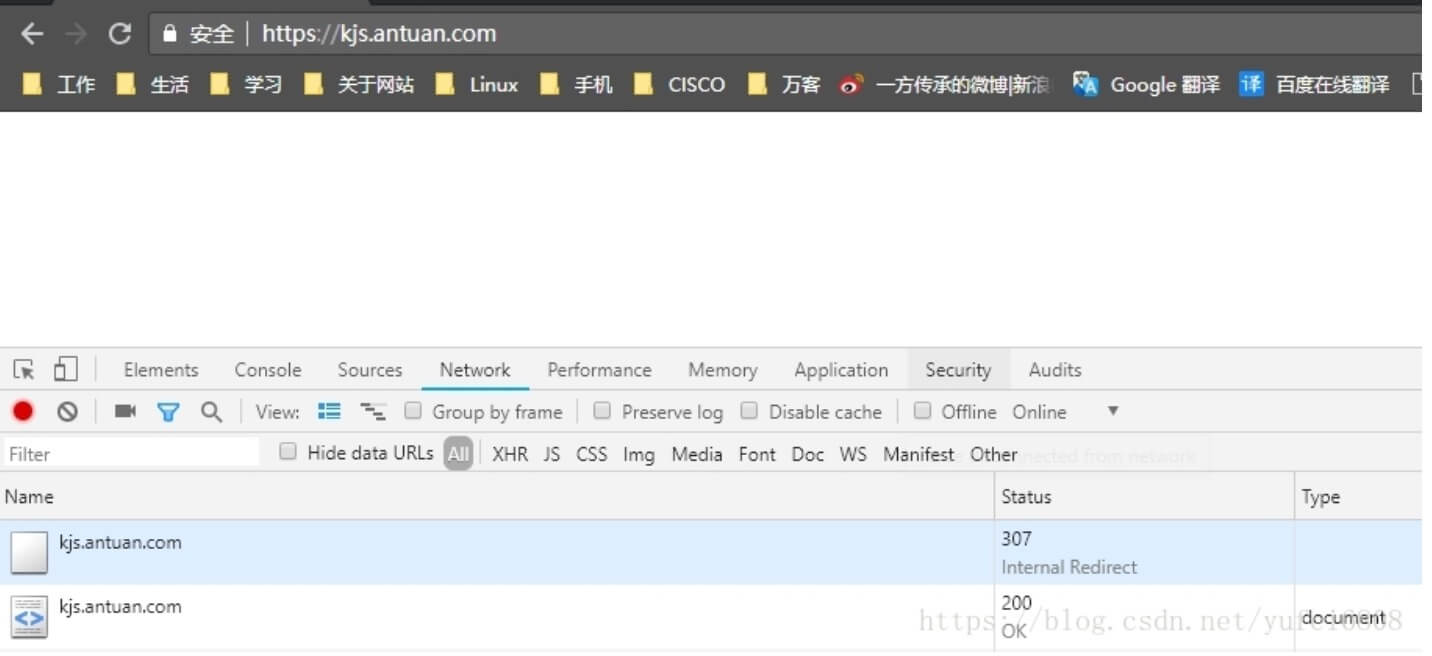 安全 | https://kjs.antuan.com
工作 生活 学习 关于网站 Linux 手机 CISCO 万客 一方传承的微博|新浪 Google 翻译 译 百度在线翻译
Elements Console Sources Network Performance Memory Application Security Audits
View: Group by frame Preserve log Disable cache Offline Online
Filter Hide data URLs All XHR JS CSS Img Media Font Doc WS Manifest Other
Name Status Type
kjs.antuan.com 307
Internal Redirect
kjs.antuan.com 200 document
OK
https://blog.csdn.net/yufei6808